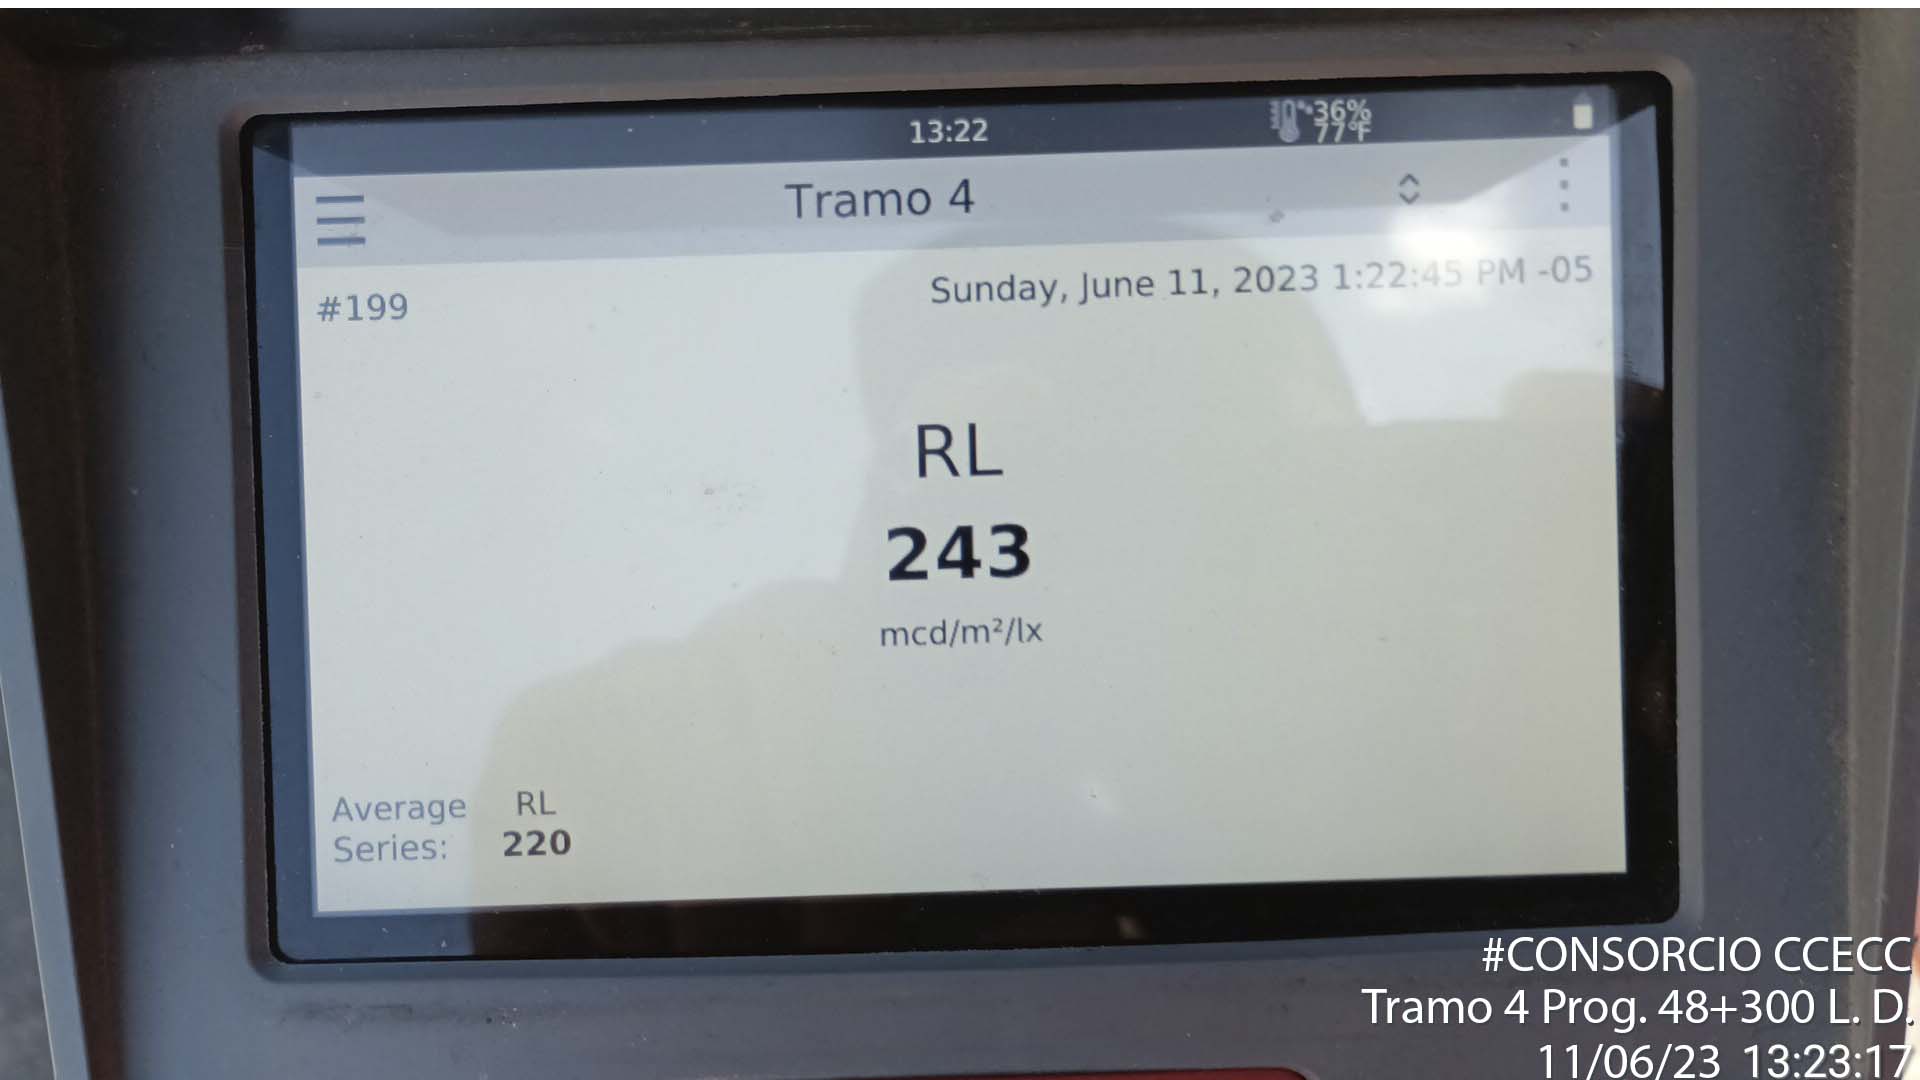 13:22
36%
77°F
Tramo 4
#199
Sunday, June 11, 2023 1:22:45 PM -05
RL
243
mcd/m²/lx
Average RL
Series: 220
#CONSORCIO CCECC
Tramo 4 Prog. 48+300 L. D.
11/06/23 13:23:17